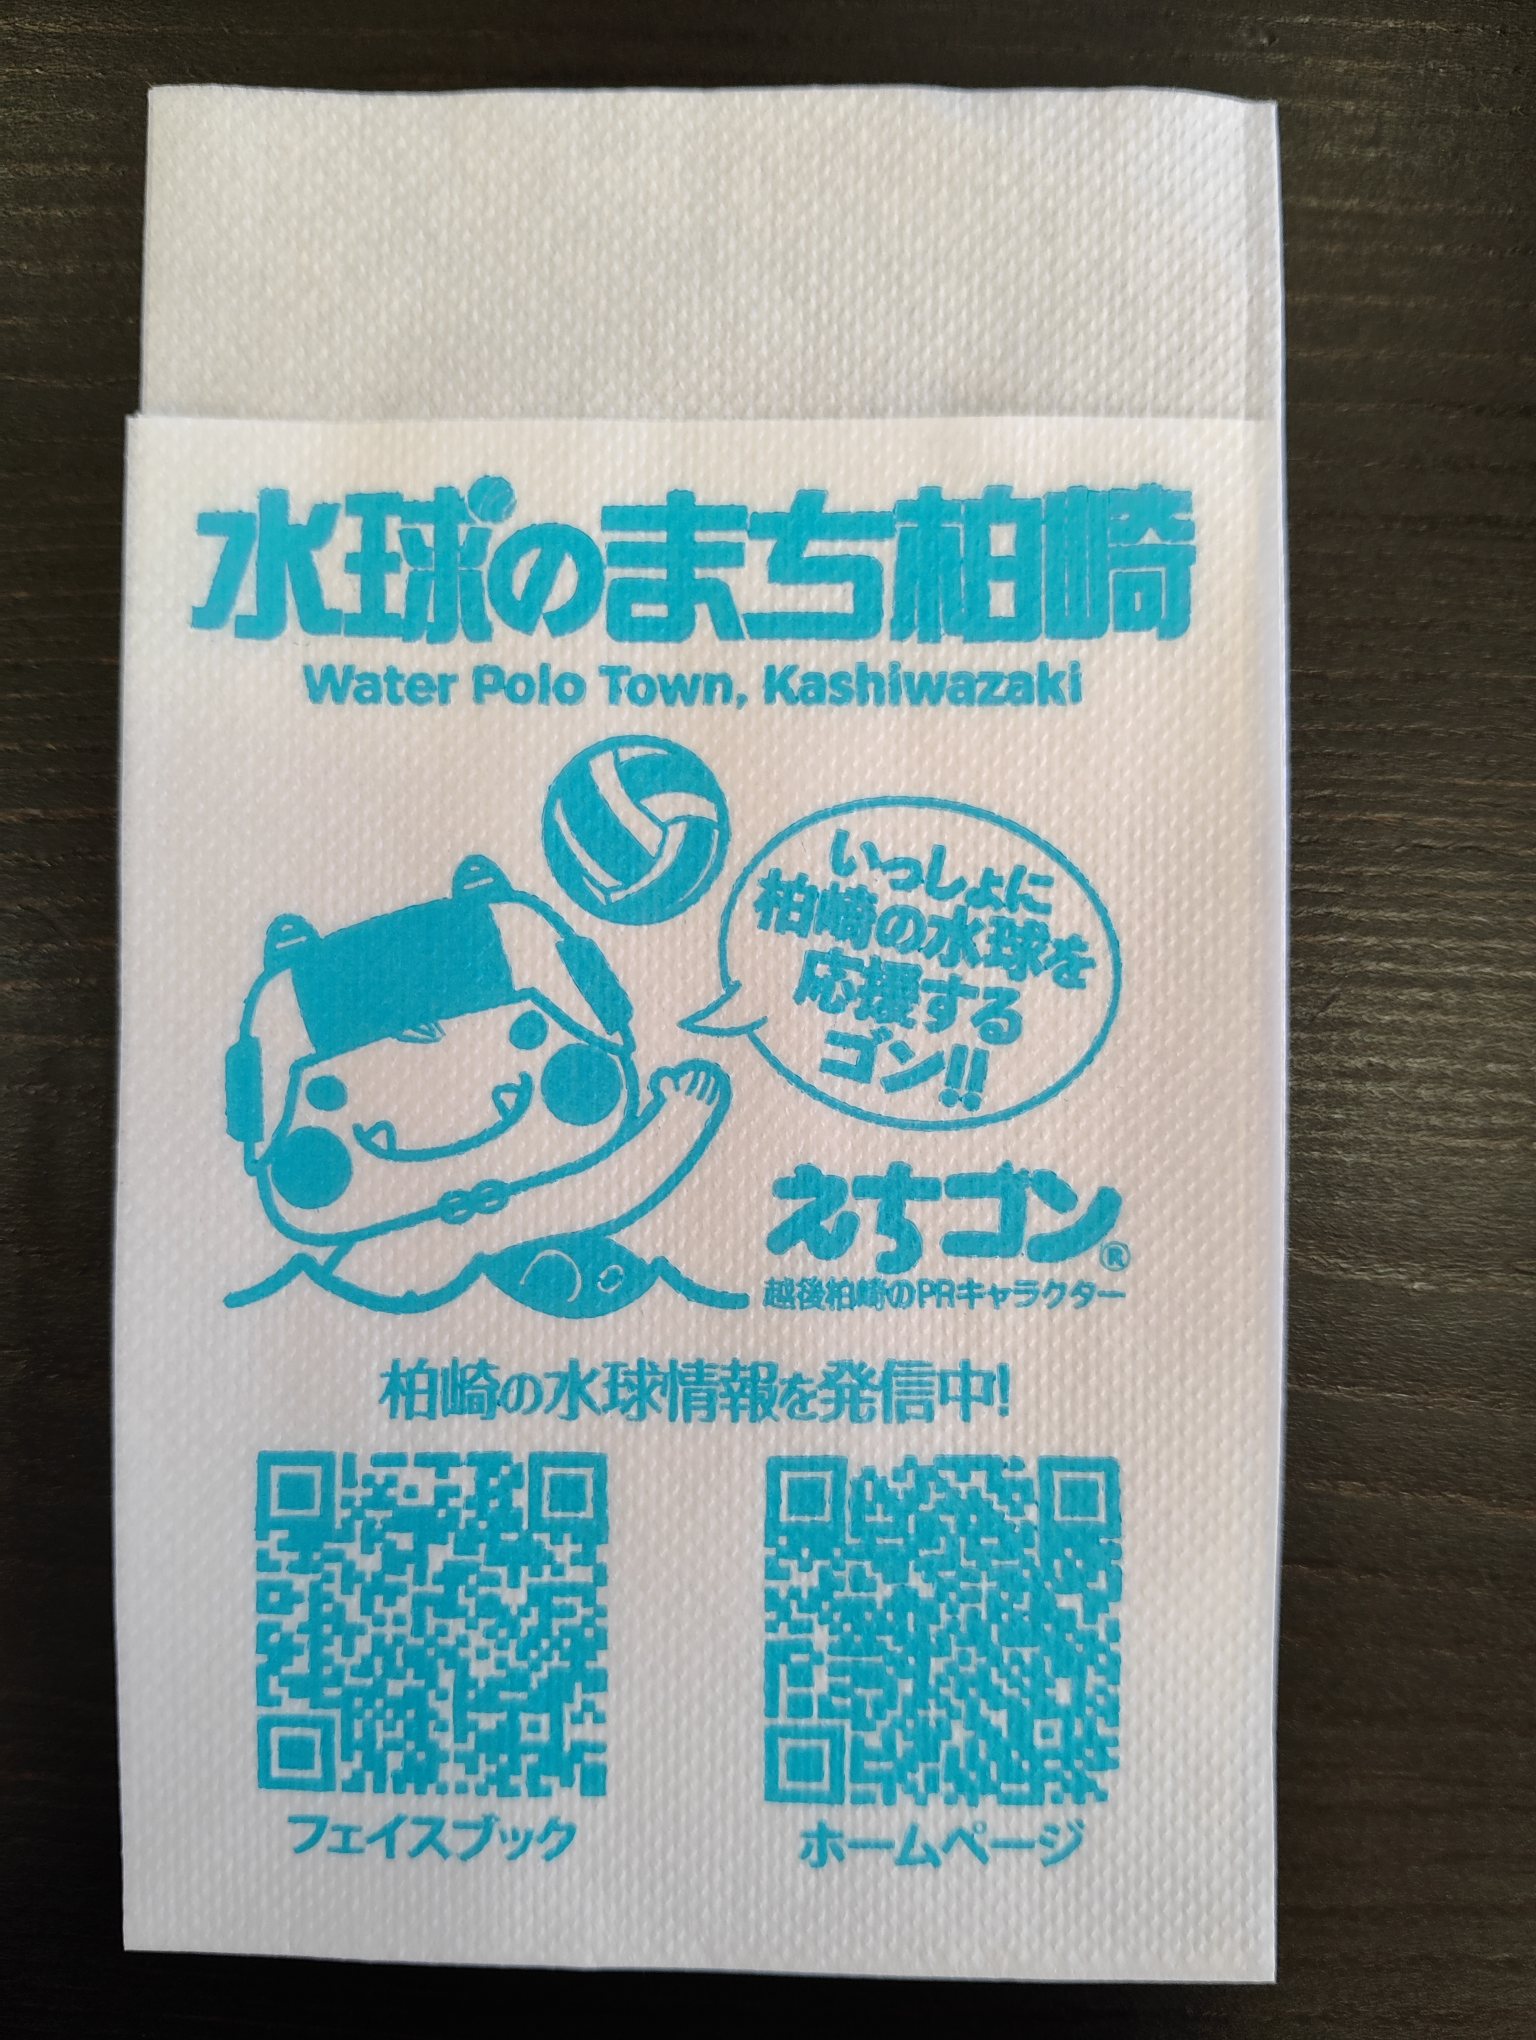 水球のまち柏崎
Water Polo Town, Kashiwazaki
いっしょに
柏崎の水球を
応援する
ゴン!!
えちゴン®
越後柏崎のPRキャラクター
柏崎の水球情報を発信中!
フェイスブック
ホームページ